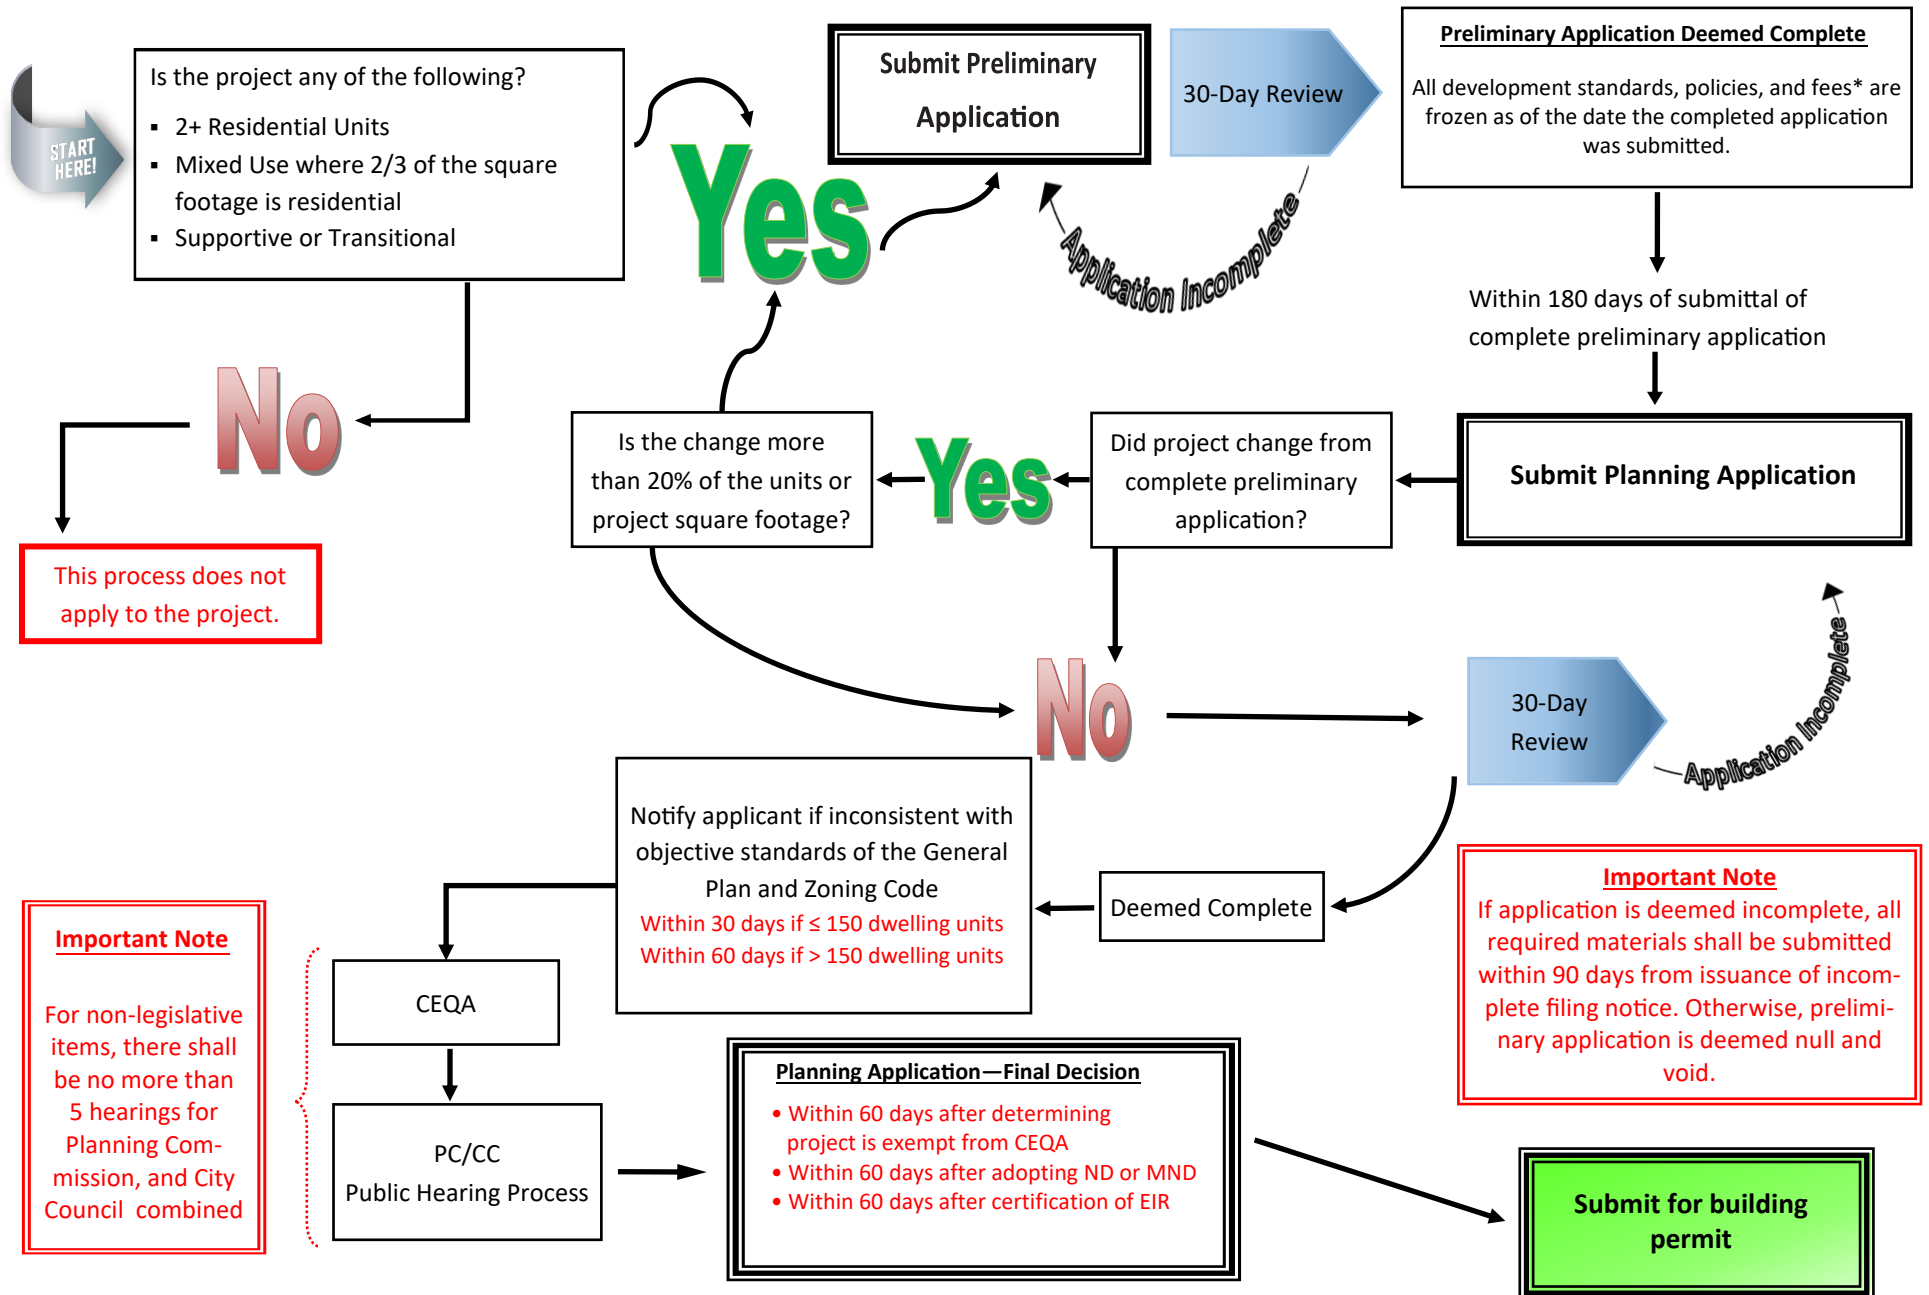 START
HERE!
Is the project any of the following?
▪ 2+ Residential Units
▪ Mixed Use where 2/3 of the square
footage is residential
▪ Supportive or Transitional
Yes
Submit Preliminary
Application
30-Day Review
Application Incomplete
Preliminary Application Deemed Complete
All development standards, policies, and fees* are
frozen as of the date the completed application
was submitted.
Within 180 days of submittal of
complete preliminary application
No
This process does not
apply to the project.
Is the change more
than 20% of the units or
project square footage?
Yes
Did project change from
complete preliminary
application?
Submit Planning Application
No
30-Day
Review
Application Incomplete
Notify applicant if inconsistent with
objective standards of the General
Plan and Zoning Code
Within 30 days if ≤ 150 dwelling units
Within 60 days if > 150 dwelling units
Deemed Complete
Important Note
If application is deemed incomplete, all
required materials shall be submitted
within 90 days from issuance of incom-
plete filing notice. Otherwise, prelimi-
nary application is deemed null and
void.
Important Note
For non-legislative
items, there shall
be no more than
5 hearings for
Planning Com-
mission, and City
Council combined
CEQA
PC/CC
Public Hearing Process
Planning Application—Final Decision
• Within 60 days after determining
project is exempt from CEQA
• Within 60 days after adopting ND or MND
• Within 60 days after certification of EIR
Submit for building
permit